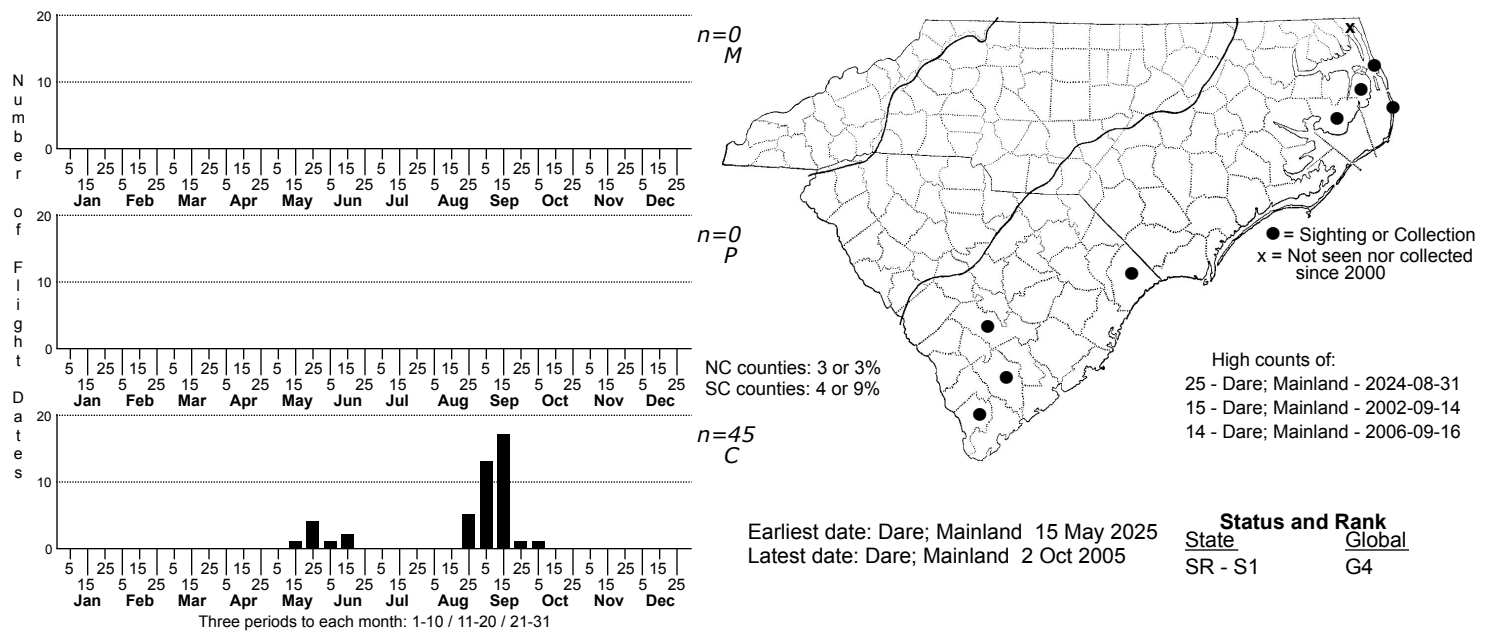 Number of Flight Dates
20
10
0
n=0
M
5 25 5 25 5 25 5 25 5 25 5 25 5 25 5 25 5 25 5 25 5 25 5 25
15 15 15 15 15 15 15 15 15 15 15 15
Jan Feb Mar Apr May Jun Jul Aug Sep Oct Nov Dec
20
10
0
n=0
P
5 25 5 25 5 25 5 25 5 25 5 25 5 25 5 25 5 25 5 25 5 25 5 25
15 15 15 15 15 15 15 15 15 15 15 15
Jan Feb Mar Apr May Jun Jul Aug Sep Oct Nov Dec
20
10
0
n=45
C
5 25 5 25 5 25 5 25 5 25 5 25 5 25 5 25 5 25 5 25 5 25 5 25
15 15 15 15 15 15 15 15 15 15 15 15
Jan Feb Mar Apr May Jun Jul Aug Sep Oct Nov Dec
Three periods to each month: 1-10 / 11-20 / 21-31
x
= Sighting or Collection
x = Not seen nor collected
since 2000
NC counties: 3 or 3%
SC counties: 4 or 9%
High counts of:
25 - Dare; Mainland - 2024-08-31
15 - Dare; Mainland - 2002-09-14
14 - Dare; Mainland - 2006-09-16
Earliest date: Dare; Mainland 15 May 2025
Latest date: Dare; Mainland 2 Oct 2005
Status and Rank
State Global
SR - S1 G4